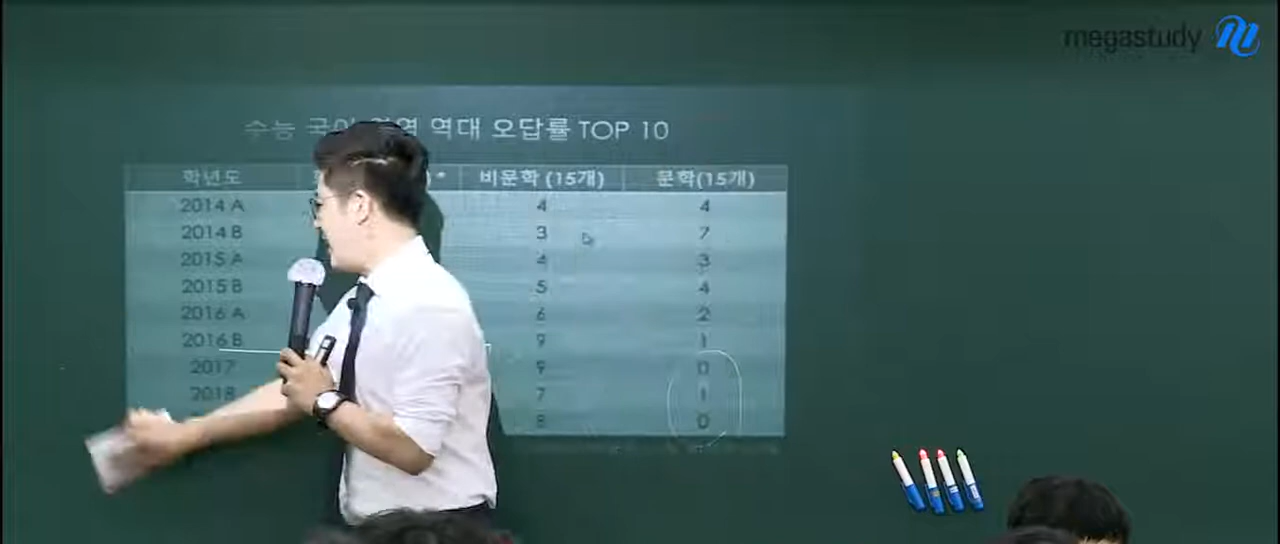 megastudy
수능 국어 영역 역대 오답률 TOP 10
학년도 * 비문학 (15개) 문학(15개)
2014 A 4 4
2014 B 3 7
2015 A 4 3
2015 B 5 4
2016 A 6 2
2016 B 9 1
2017 9 0
2018 7 1
8 0